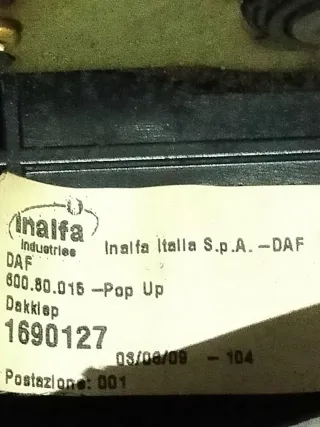 Inalfa
Industries
Inalfa Italia S.p.A. -DAF
DAF
600.80.015 -Pop Up
Dakklep
1690127
03/06/09 - 104
Postazione: 001